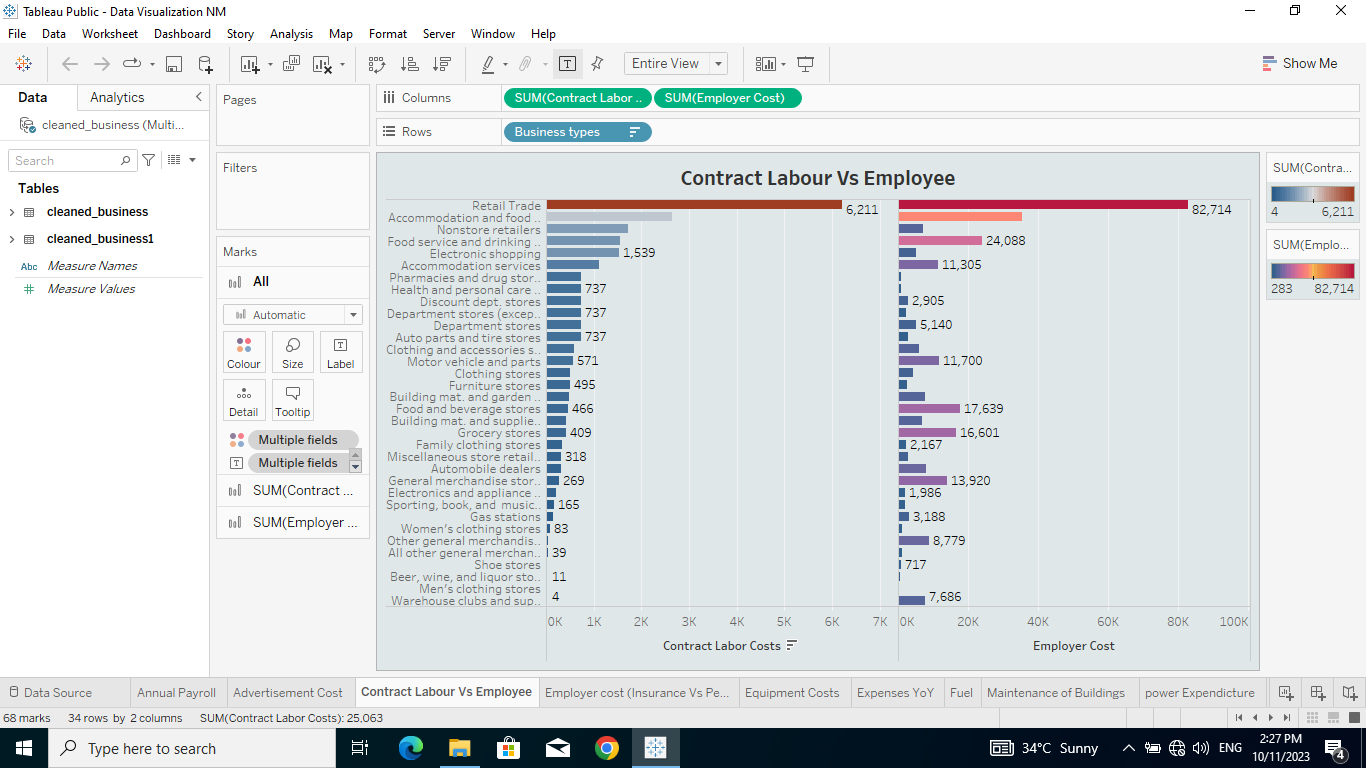 Tableau Public - Data Visualization NM
File Data Worksheet Dashboard Story Analysis Map Format Server Window Help
Entire View
Show Me
Data Analytics
cleaned_business (Multi...
Search
Tables
cleaned_business
cleaned_business1
Abc Measure Names
Measure Values
Pages
Filters
Marks
All
Automatic
Colour Size Label
Detail Tooltip
Multiple fields
Multiple fields
SUM(Contract ...
SUM(Employer ...
Columns SUM(Contract Labor .. SUM(Employer Cost)
Rows Business types
Contract Labour Vs Employee
Retail Trade 6,211 82,714
Accommodation and food ..
Nonstore retailers
Food service and drinking .. 24,088
Electronic shopping 1,539
Accommodation services 11,305
Pharmacies and drug stor..
Health and personal care .. 737
Discount dept. stores 2,905
Department stores (excep.. 737
Department stores 5,140
Auto parts and tire stores 737
Clothing and accessories s..
Motor vehicle and parts 571 11,700
Clothing stores
Furniture stores 495
Building mat. and garden ..
Food and beverage stores 466 17,639
Building mat. and supplie..
Grocery stores 409 16,601
Family clothing stores 2,167
Miscellaneous store retail.. 318
Automobile dealers
General merchandise stor.. 269 13,920
Electronics and appliance .. 1,986
Sporting, book, and music.. 165
Gas stations 3,188
Women's clothing stores 83
Other general merchandis.. 8,779
All other general merchan.. 39
Shoe stores 717
Beer, wine, and liquor sto.. 11
Men's clothing stores
Warehouse clubs and sup.. 4 7,686
0K 1K 2K 3K 4K 5K 6K 7K 0K 20K 40K 60K 80K 100K
Contract Labor Costs Employer Cost
SUM(Contra...
4 6,211
SUM(Emplo...
283 82,714
Data Source Annual Payroll Advertisement Cost Contract Labour Vs Employee Employer cost (Insurance Vs Pe... Equipment Costs Expenses YoY Fuel Maintenance of Buildings power Expendicture
68 marks 34 rows by 2 columns SUM(Contract Labor Costs): 25,063
Type here to search
34°C Sunny
ENG
2:27 PM
10/11/2023
4